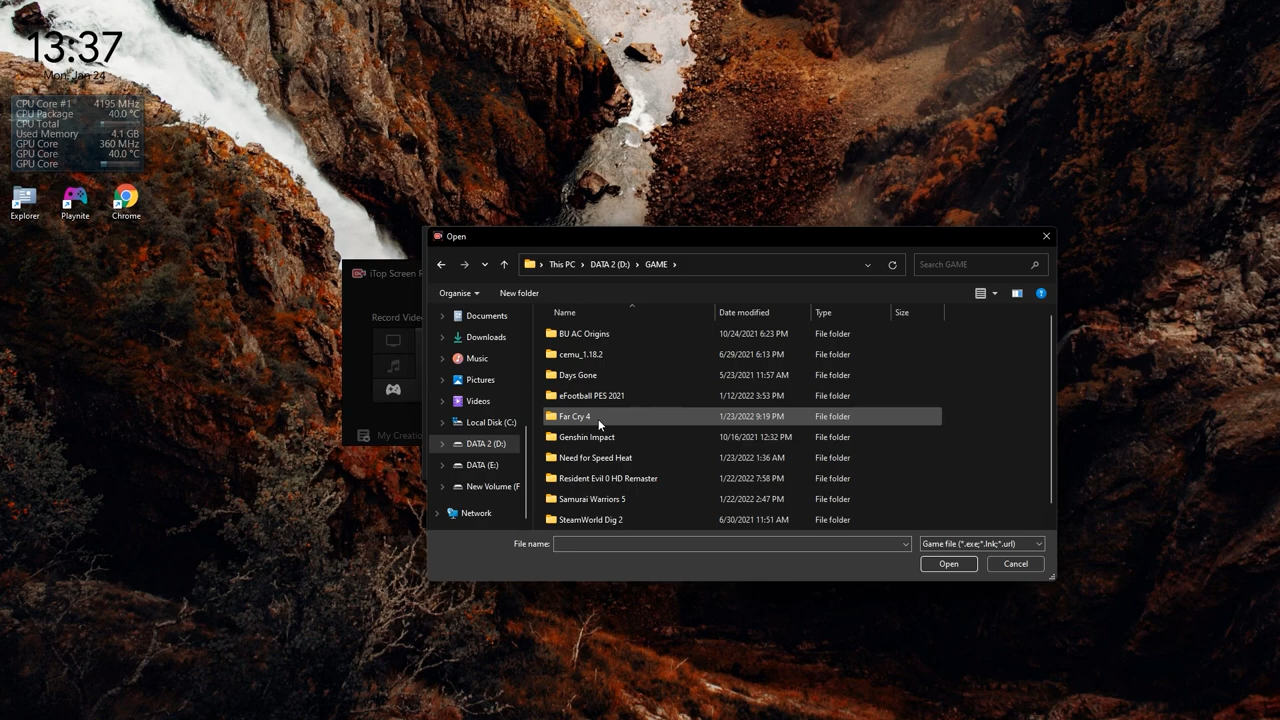 13:37
Mon, Jan 24
CPU Core #1 4195 MHz
CPU Package 40.0 °C
CPU Total
Used Memory 4.1 GB
GPU Core 360 MHz
GPU Core 40.0 °C
GPU Core
Explorer Playnite Chrome
iTop Screen R
Record Vide
My Creatio
Open
This PC DATA 2 (D:) GAME
Search GAME
Organise New folder
Documents
Downloads
Music
Pictures
Videos
Local Disk (C:)
DATA 2 (D:)
DATA (E:)
New Volume (F
Network
Name Date modified Type Size
BU AC Origins 10/24/2021 6:23 PM File folder
cemu_1.18.2 6/29/2021 6:13 PM File folder
Days Gone 5/23/2021 11:57 AM File folder
eFootball PES 2021 1/12/2022 3:53 PM File folder
Far Cry 4 1/23/2022 9:19 PM File folder
Genshin Impact 10/16/2021 12:32 PM File folder
Need for Speed Heat 1/23/2022 1:36 AM File folder
Resident Evil 0 HD Remaster 1/22/2022 7:58 PM File folder
Samurai Warriors 5 1/22/2022 2:47 PM File folder
SteamWorld Dig 2 6/30/2021 11:51 AM File folder
File name:
Game file (*.exe;*.lnk;*.url)
Open Cancel